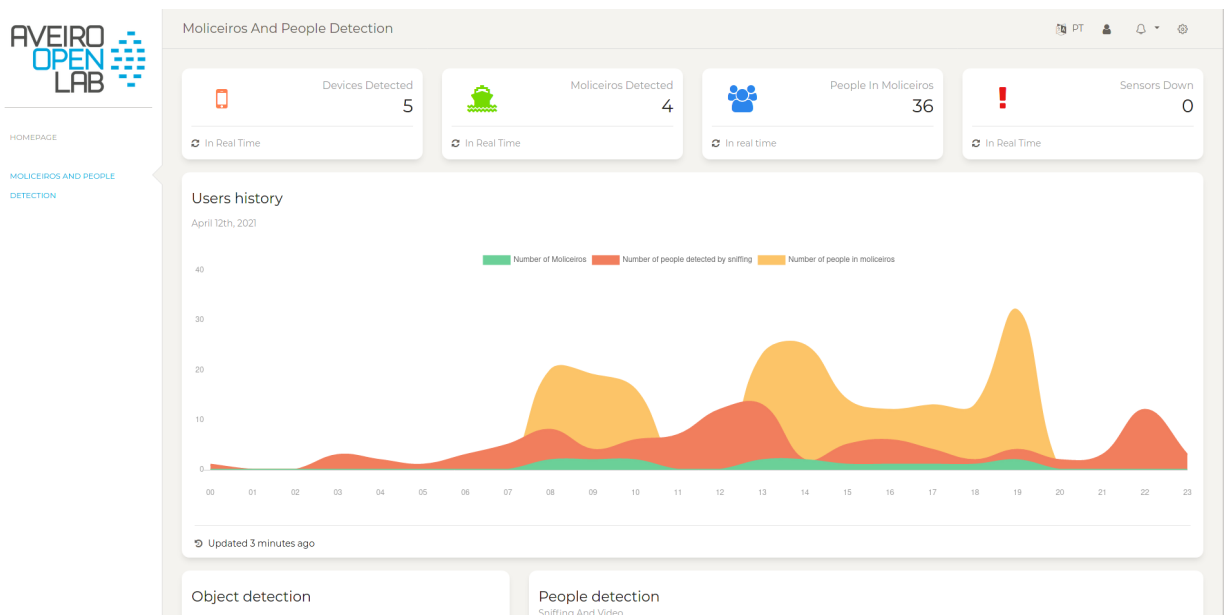 AVEIRO
OPEN
LAB
HOMEPAGE
MOLICEIROS AND PEOPLE
DETECTION
Moliceiros And People Detection
PT
Devices Detected
5
In Real Time
Moliceiros Detected
4
In Real Time
People In Moliceiros
36
In real time
Sensors Down
0
In Real Time
Users history
April 12th, 2021
Number of Moliceiros Number of people detected by sniffing Number of people in moliceiros
40
30
20
10
0
00 01 02 03 04 05 06 07 08 09 10 11 12 13 14 15 16 17 18 19 20 21 22 23
Updated 3 minutes ago
Object detection
People detection
Sniffing And Video